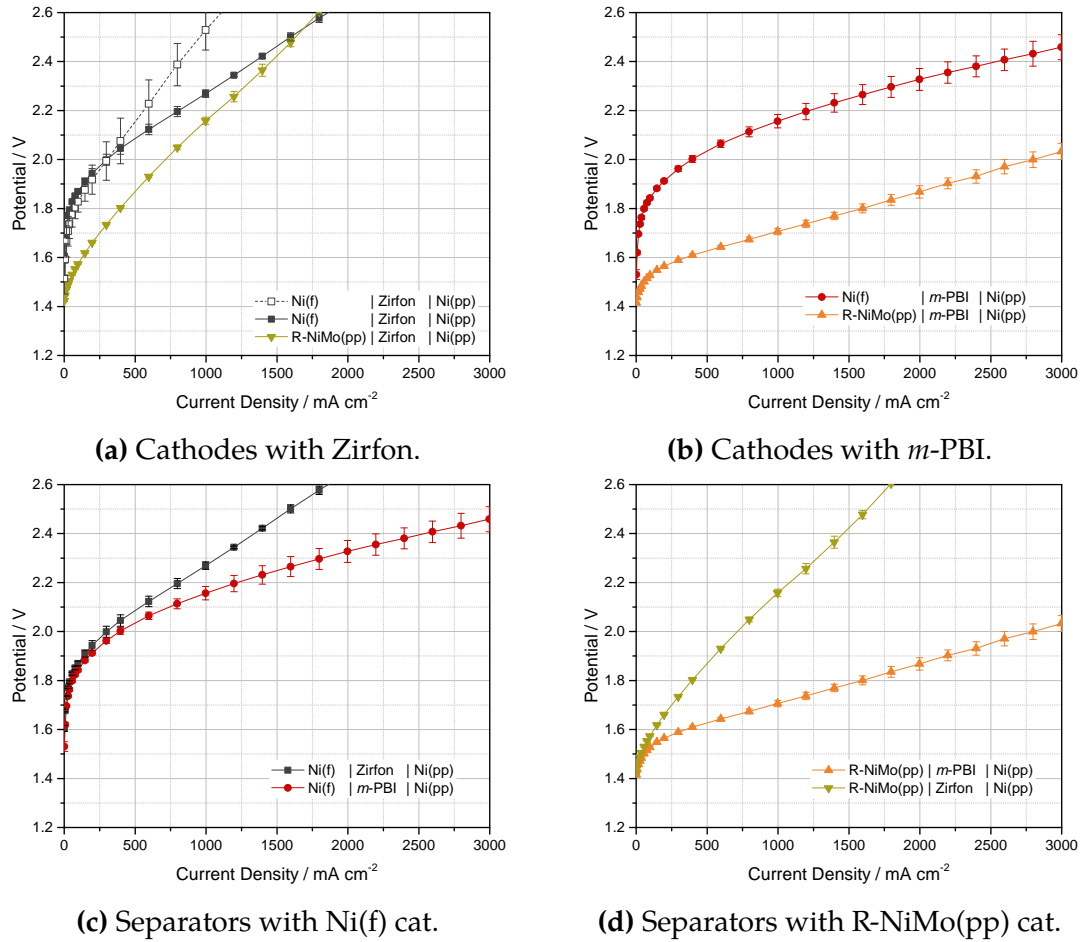 2.6
2.4
2.2
2.0
1.8
1.6
1.4
1.2
Potential / V
Ni(f) | Zirfon | Ni(pp)
Ni(f) | Zirfon | Ni(pp)
R-NiMo(pp) | Zirfon | Ni(pp)
0 500 1000 1500 2000 2500 3000
Current Density / mA cm⁻²
(a) Cathodes with Zirfon.
2.6
2.4
2.2
2.0
1.8
1.6
1.4
1.2
Potential / V
Ni(f) | m-PBI | Ni(pp)
R-NiMo(pp) | m-PBI | Ni(pp)
0 500 1000 1500 2000 2500 3000
Current Density / mA cm⁻²
(b) Cathodes with m-PBI.
2.6
2.4
2.2
2.0
1.8
1.6
1.4
1.2
Potential / V
Ni(f) | Zirfon | Ni(pp)
Ni(f) | m-PBI | Ni(pp)
0 500 1000 1500 2000 2500 3000
Current Density / mA cm⁻²
(c) Separators with Ni(f) cat.
2.6
2.4
2.2
2.0
1.8
1.6
1.4
1.2
Potential / V
R-NiMo(pp) | m-PBI | Ni(pp)
R-NiMo(pp) | Zirfon | Ni(pp)
0 500 1000 1500 2000 2500 3000
Current Density / mA cm⁻²
(d) Separators with R-NiMo(pp) cat.